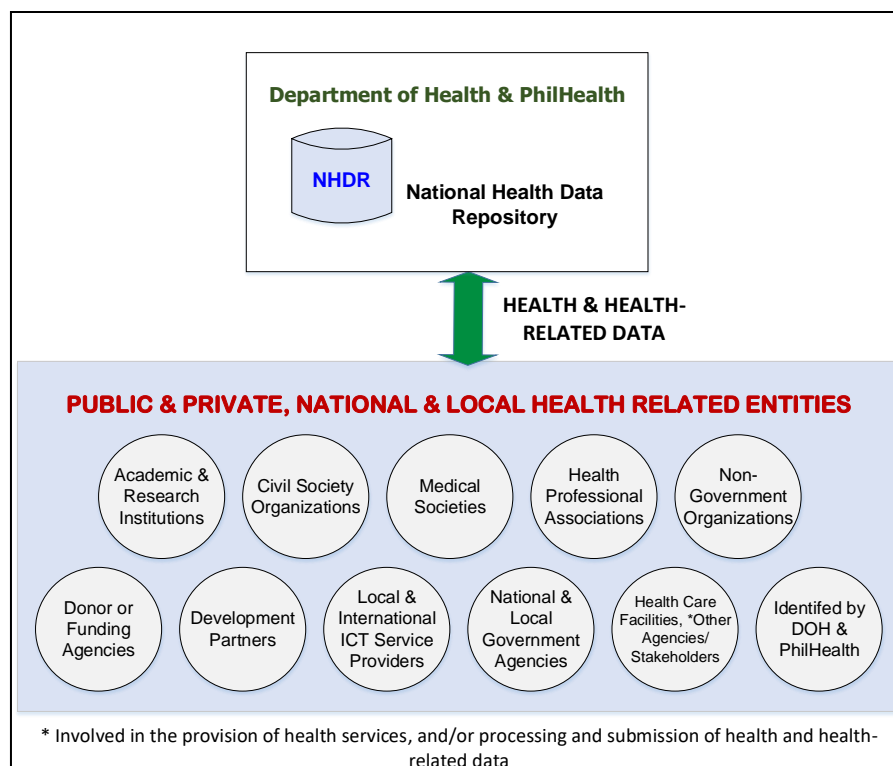 Department of Health & PhilHealth
NHDR
National Health Data
Repository
HEALTH & HEALTH-
RELATED DATA
PUBLIC & PRIVATE, NATIONAL & LOCAL HEALTH RELATED ENTITIES
Academic &
Research
Institutions
Civil Society
Organizations
Medical
Societies
Health
Professional
Associations
Non-
Government
Organizations
Donor or
Funding
Agencies
Development
Partners
Local &
International
ICT Service
Providers
National &
Local
Government
Agencies
Health Care
Facilities, *Other
Agencies/
Stakeholders
Identifed by
DOH &
PhilHealth
* Involved in the provision of health services, and/or processing and submission of health and health-
related data